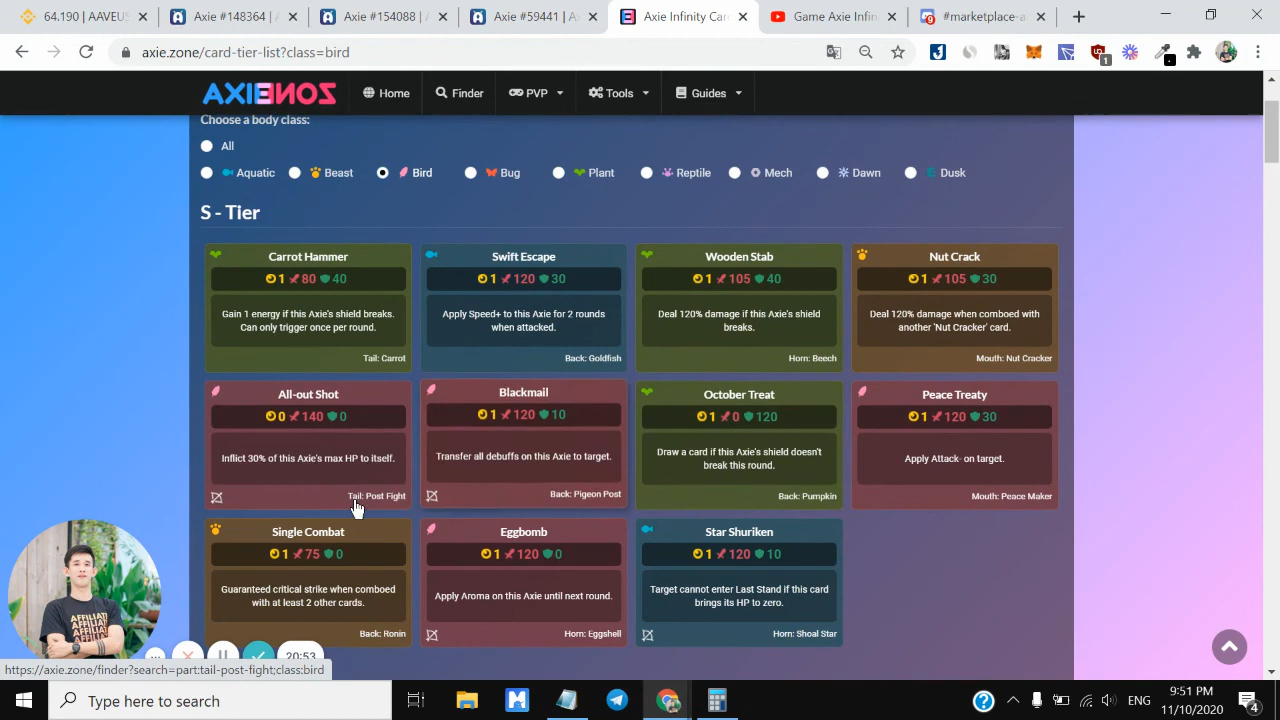 Axie #148364 | A
Axie #154088 | A
Axie #59441 | Ax
Axie Infinity Car
GAVE AUS Axie Infini
#marketplace-a
axie.zone/card-tier-list?class=bird
AXIE ZONE
Home
Finder
PVP
Tools
Guides
Choose a body class:
All
Aquatic
Beast
Bird
Bug
Plant
Reptile
Mech
Dawn
Dusk
S - Tier
Carrot Hammer
1 80 40
Gain 1 energy if this Axie's shield breaks.
Can only trigger once per round.
Tail: Carrot
Swift Escape
1 120 30
Apply Speed+ to this Axie for 2 rounds
when attacked.
Back: Goldfish
Wooden Stab
1 105 40
Deal 120% damage if this Axie's shield
breaks.
Horn: Beech
Nut Crack
1 105 30
Deal 120% damage when comboed with
another 'Nut Cracker' card.
Mouth: Nut Cracker
All-out Shot
0 140 0
Inflict 30% of this Axie's max HP to itself.
Tail: Post Fight
Blackmail
1 120 10
Transfer all debuffs on this Axie to target.
Back: Pigeon Post
October Treat
1 0 120
Draw a card if this Axie's shield doesn't
break this round.
Back: Pumpkin
Peace Treaty
1 120 30
Apply Attack- on target.
Mouth: Peace Maker
Single Combat
1 75 0
Guaranteed critical strike when comboed
with at least 2 other cards.
Back: Ronin
Eggbomb
1 120 0
Apply Aroma on this Axie until next round.
Horn: Eggshell
Star Shuriken
1 120 10
Target cannot enter Last Stand if this card
brings its HP to zero.
Horn: Shoal Star
AFFILIATE
20:53
https://axie.zone/finder?search=part:tail-post-fight;class:bird
Type here to search
ENG
9:51 PM
11/10/2020
4